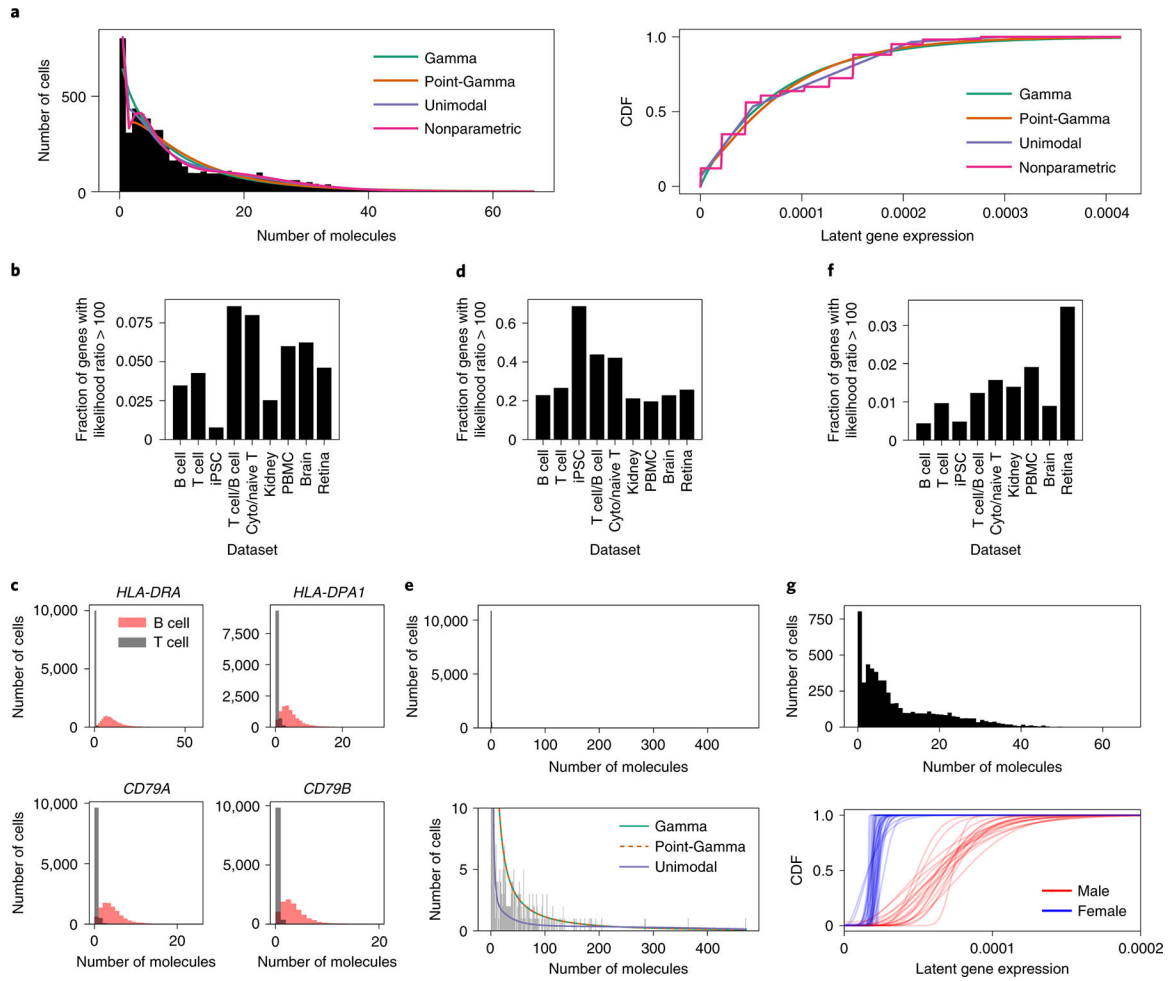 a
Number of cells
500
0
0
20
40
60
Number of molecules
Gamma
Point-Gamma
Unimodal
Nonparametric
CDF
1.0
0.5
0
0
0.0001
0.0002
0.0003
0.0004
Latent gene expression
Gamma
Point-Gamma
Unimodal
Nonparametric
b
Fraction of genes with
likelihood ratio > 100
0.075
0.050
0.025
0
B cell
T cell
iPSC
T cell/B cell
Cyto/naive T
Kidney
PBMC
Brain
Retina
Dataset
d
Fraction of genes with
likelihood ratio > 100
0.6
0.4
0.2
0
B cell
T cell
iPSC
T cell/B cell
Cyto/naive T
Kidney
PBMC
Brain
Retina
Dataset
f
Fraction of genes with
likelihood ratio > 100
0.03
0.02
0.01
0
B cell
T cell
iPSC
T cell/B cell
Cyto/naive T
Kidney
PBMC
Brain
Retina
Dataset
c
HLA-DRA
Number of cells
10,000
5,000
0
B cell
T cell
0
50
HLA-DPA1
7,500
5,000
2,500
0
0
20
CD79A
Number of cells
10,000
5,000
0
0
20
Number of molecules
CD79B
10,000
5,000
0
0
20
Number of molecules
e
Number of cells
10,000
5,000
0
0
100
200
300
400
Number of molecules
Number of cells
10
5
0
0
100
200
300
400
Number of molecules
Gamma
Point-Gamma
Unimodal
g
Number of cells
750
500
250
0
0
20
40
60
Number of molecules
CDF
1.0
0.5
0
0
0.0001
0.0002
Latent gene expression
Male
Female